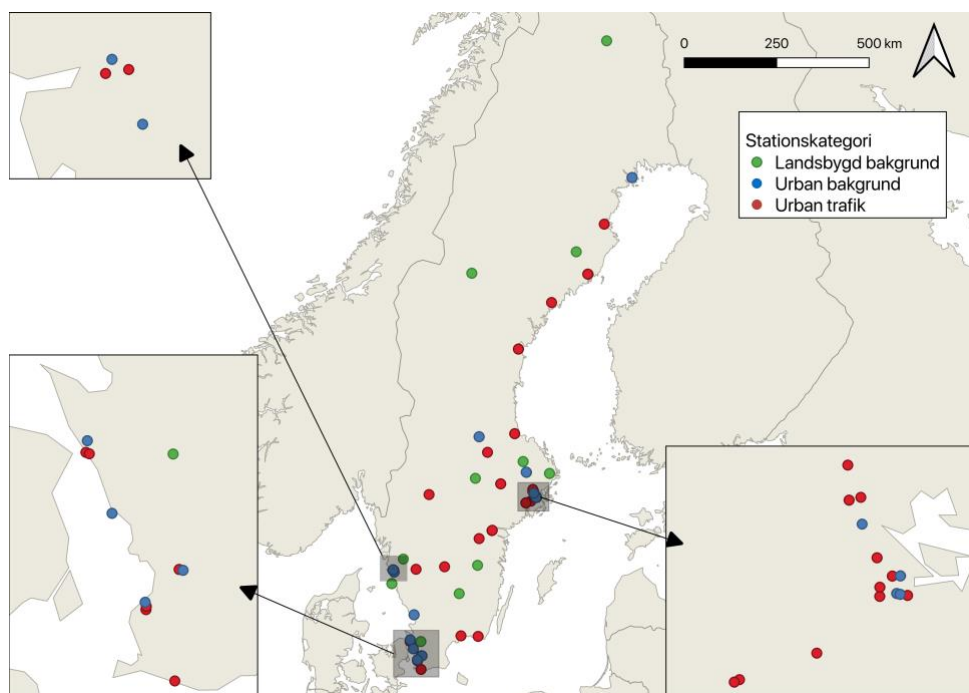 0 250 500 km
Stationskategori
Landsbygd bakgrund
Urban bakgrund
Urban trafik